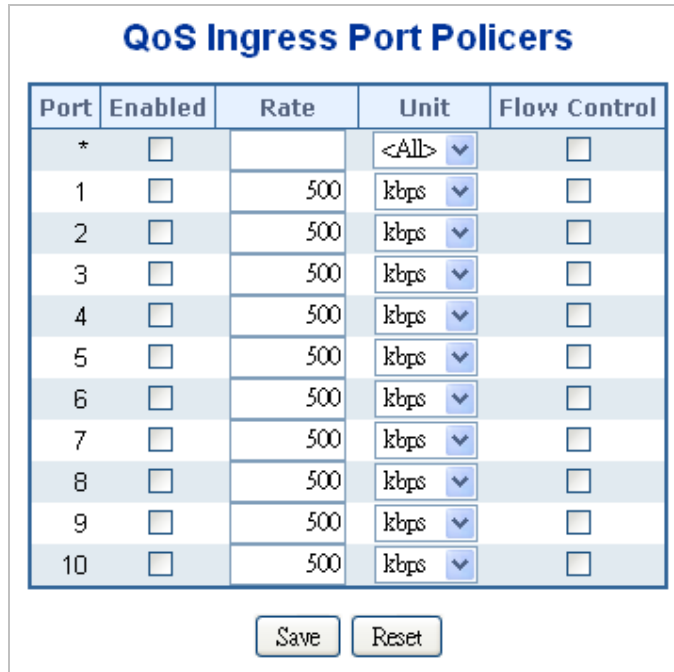 QoS Ingress Port Policers
Port Enabled Rate Unit Flow Control
* <All>
1 500 kbps
2 500 kbps
3 500 kbps
4 500 kbps
5 500 kbps
6 500 kbps
7 500 kbps
8 500 kbps
9 500 kbps
10 500 kbps
Save Reset